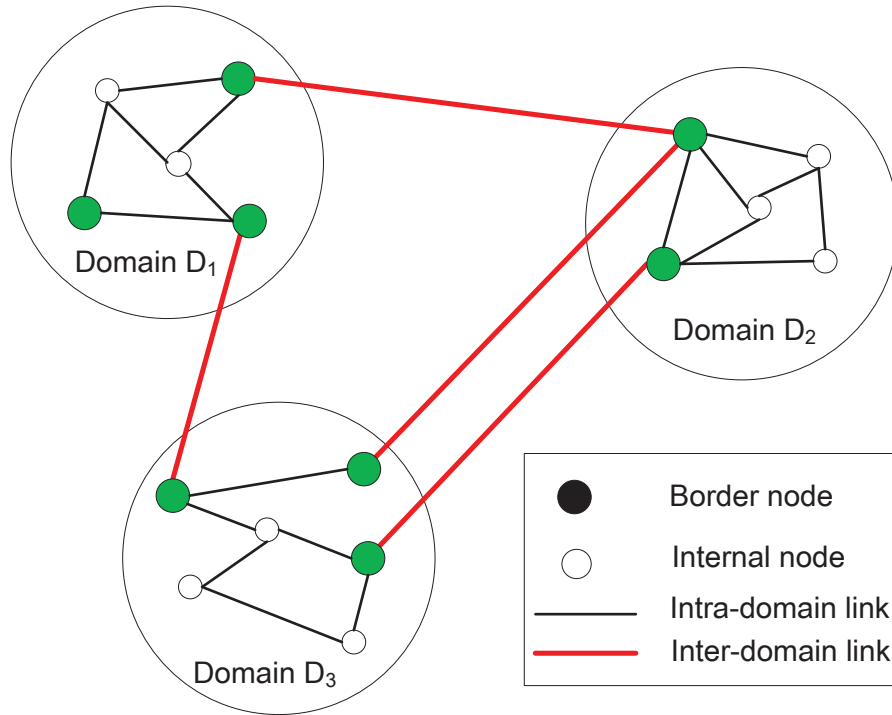 Domain D₁
Domain D₂
Domain D₃
Border node
Internal node
Intra-domain link
Inter-domain link